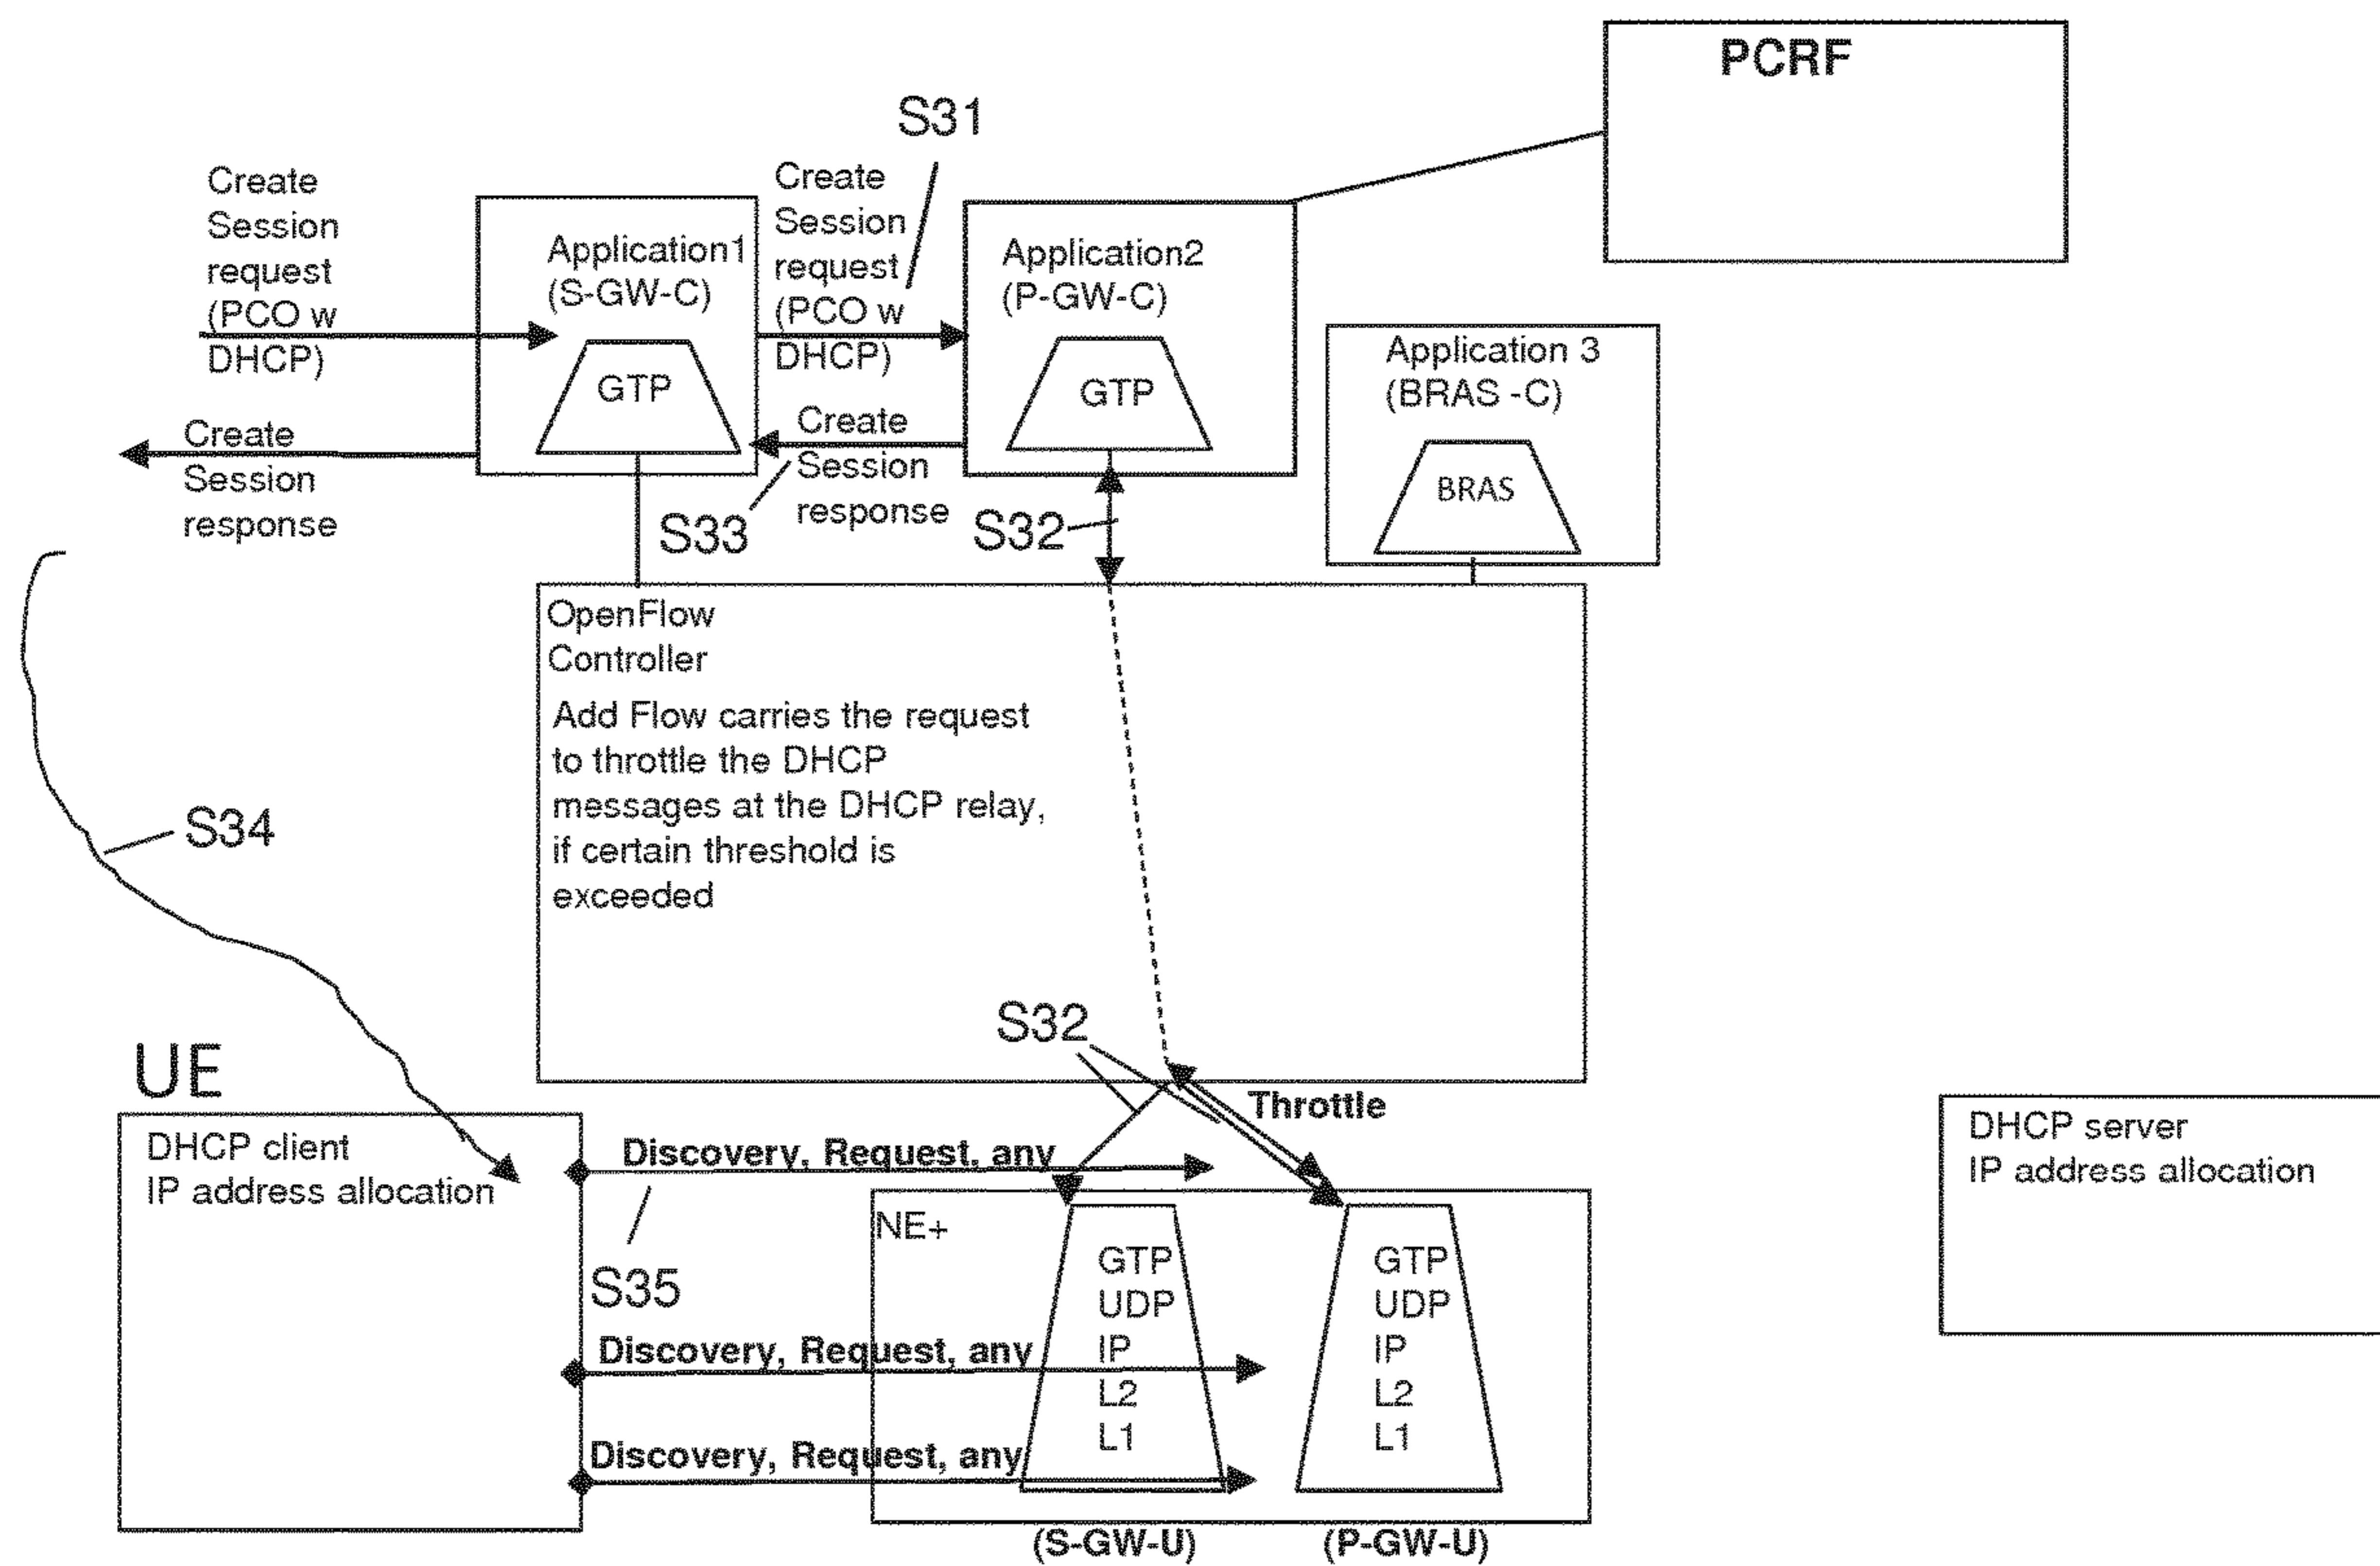 PCRF
S31
Create
Session
request
(PCO w
DHCP)
Application1
(S-GW-C)
GTP
Create
Session
request
(PCO w
DHCP)
Application2
(P-GW-C)
GTP
Application 3
(BRAS -C)
BRAS
Create
Session
response
Create
Session
response
S33
S32
OpenFlow
Controller
Add Flow carries the request
to throttle the DHCP
messages at the DHCP relay,
if certain threshold is
exceeded
S34
S32
UE
DHCP client
IP address allocation
Throttle
Discovery, Request, any
S35
Discovery, Request, any
Discovery, Request, any
NE+
GTP
UDP
IP
L2
L1
GTP
UDP
IP
L2
L1
(S-GW-U)
(P-GW-U)
DHCP server
IP address allocation